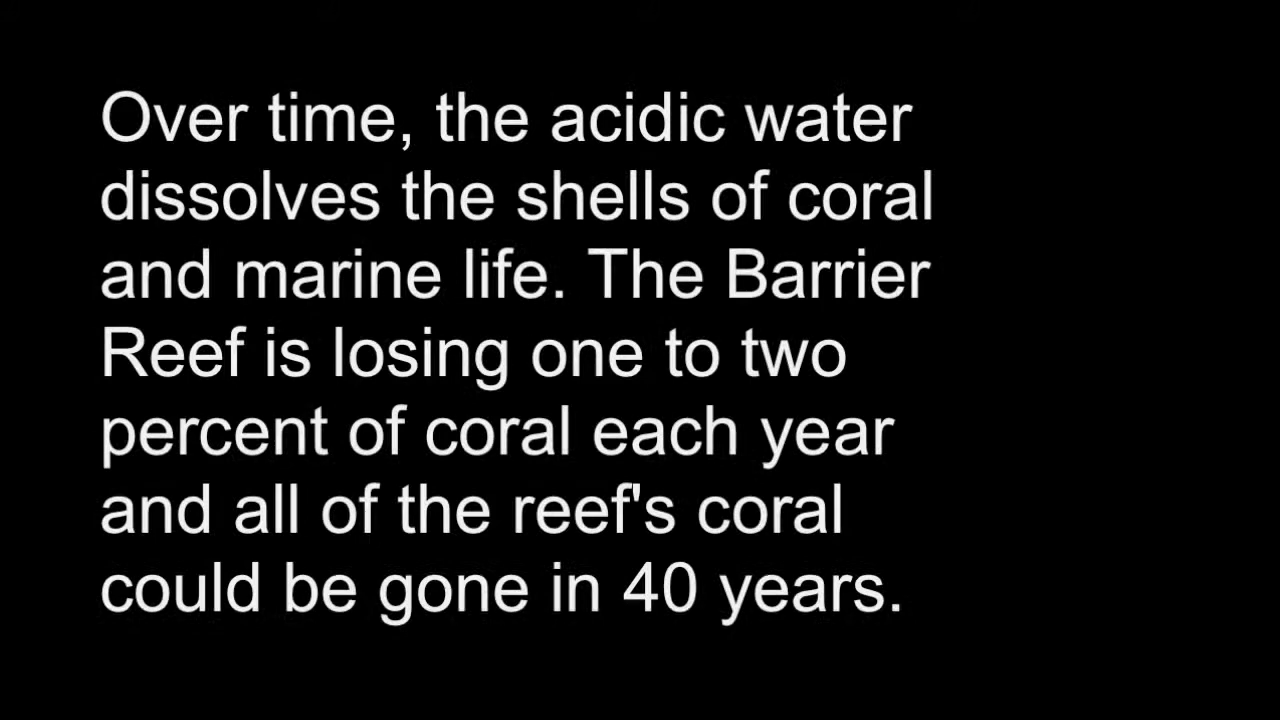 Over time, the acidic water
dissolves the shells of coral
and marine life. The Barrier
Reef is losing one to two
percent of coral each year
and all of the reef's coral
could be gone in 40 years.